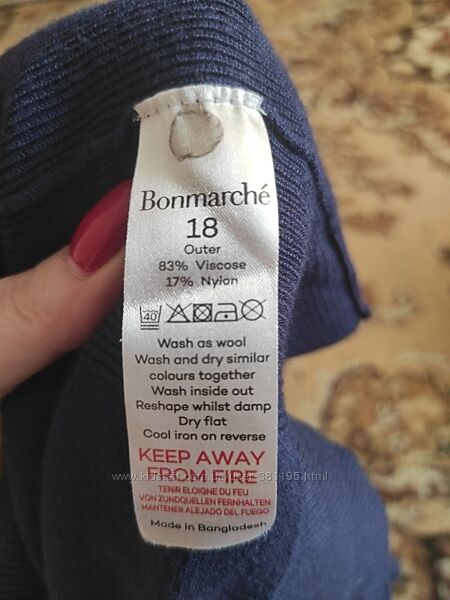 Bonmarché
18
Outer
83% Viscose
17% Nylon
40
Wash as wool
Wash and dry similar
colours together
Wash inside out
Reshape whilst damp
Dry flat
Cool iron on reverse
KEEP AWAY
FROM FIRE
TENIR ELOIGNE DU FEU
VON ZUNDQUELLEN FERNHALTEN
MANTENER ALEJADO DEL FUEGO
Made in Bangladesh